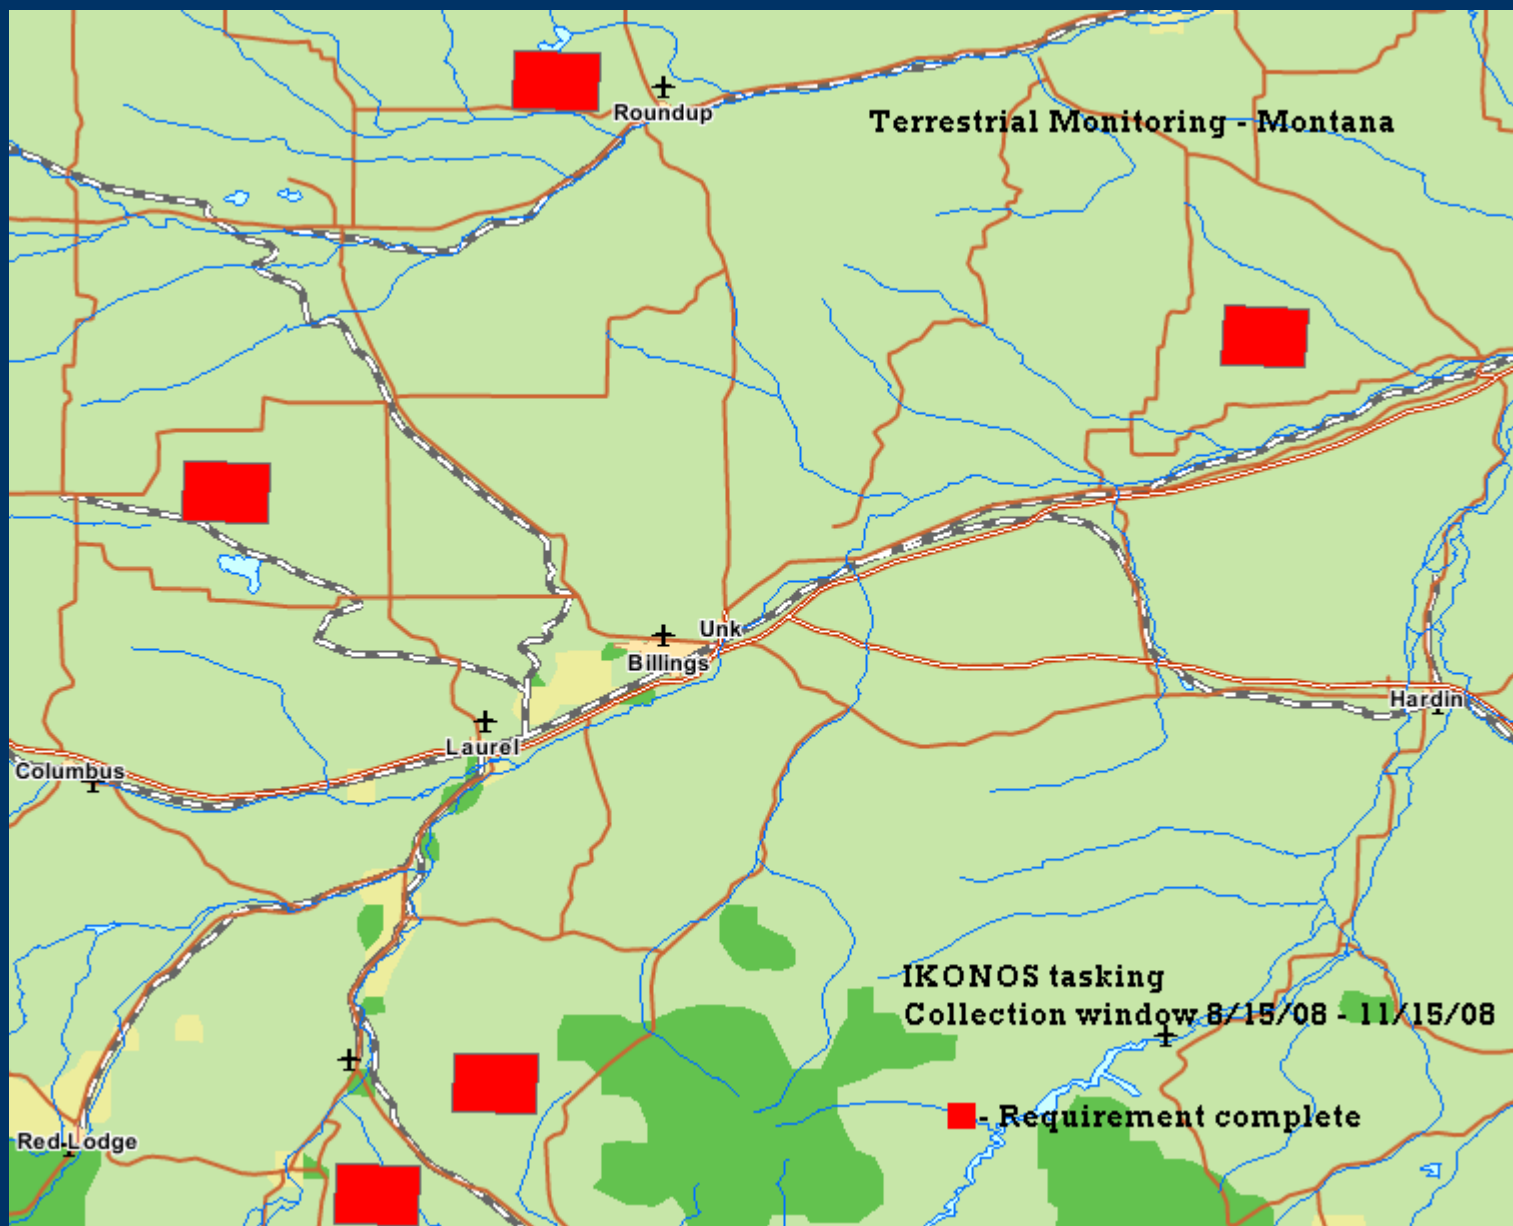 Roundup
Terrestrial Monitoring - Montana
Unk
Billings
Hardin
Laurel
Columbus
IKONOS tasking
Collection window 8/15/08 - 11/15/08
- Requirement complete
Red Lodge